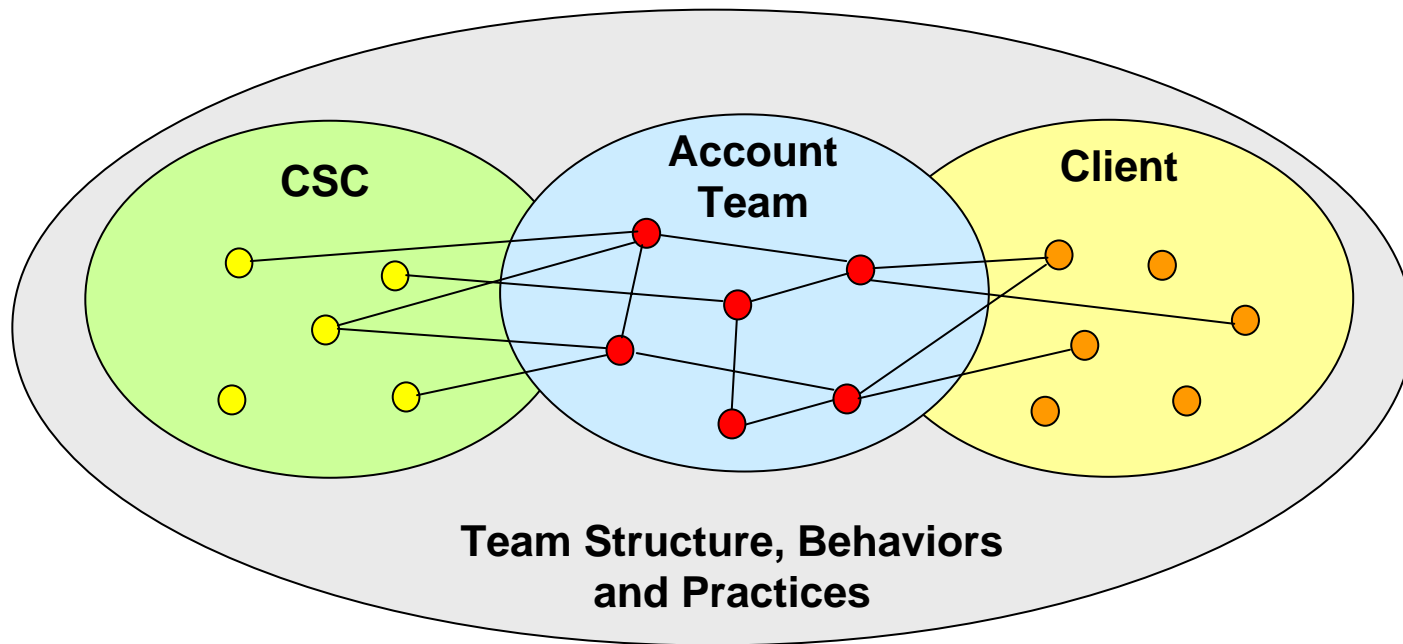 CSC
Account
Team
Client
Team Structure, Behaviors
and Practices